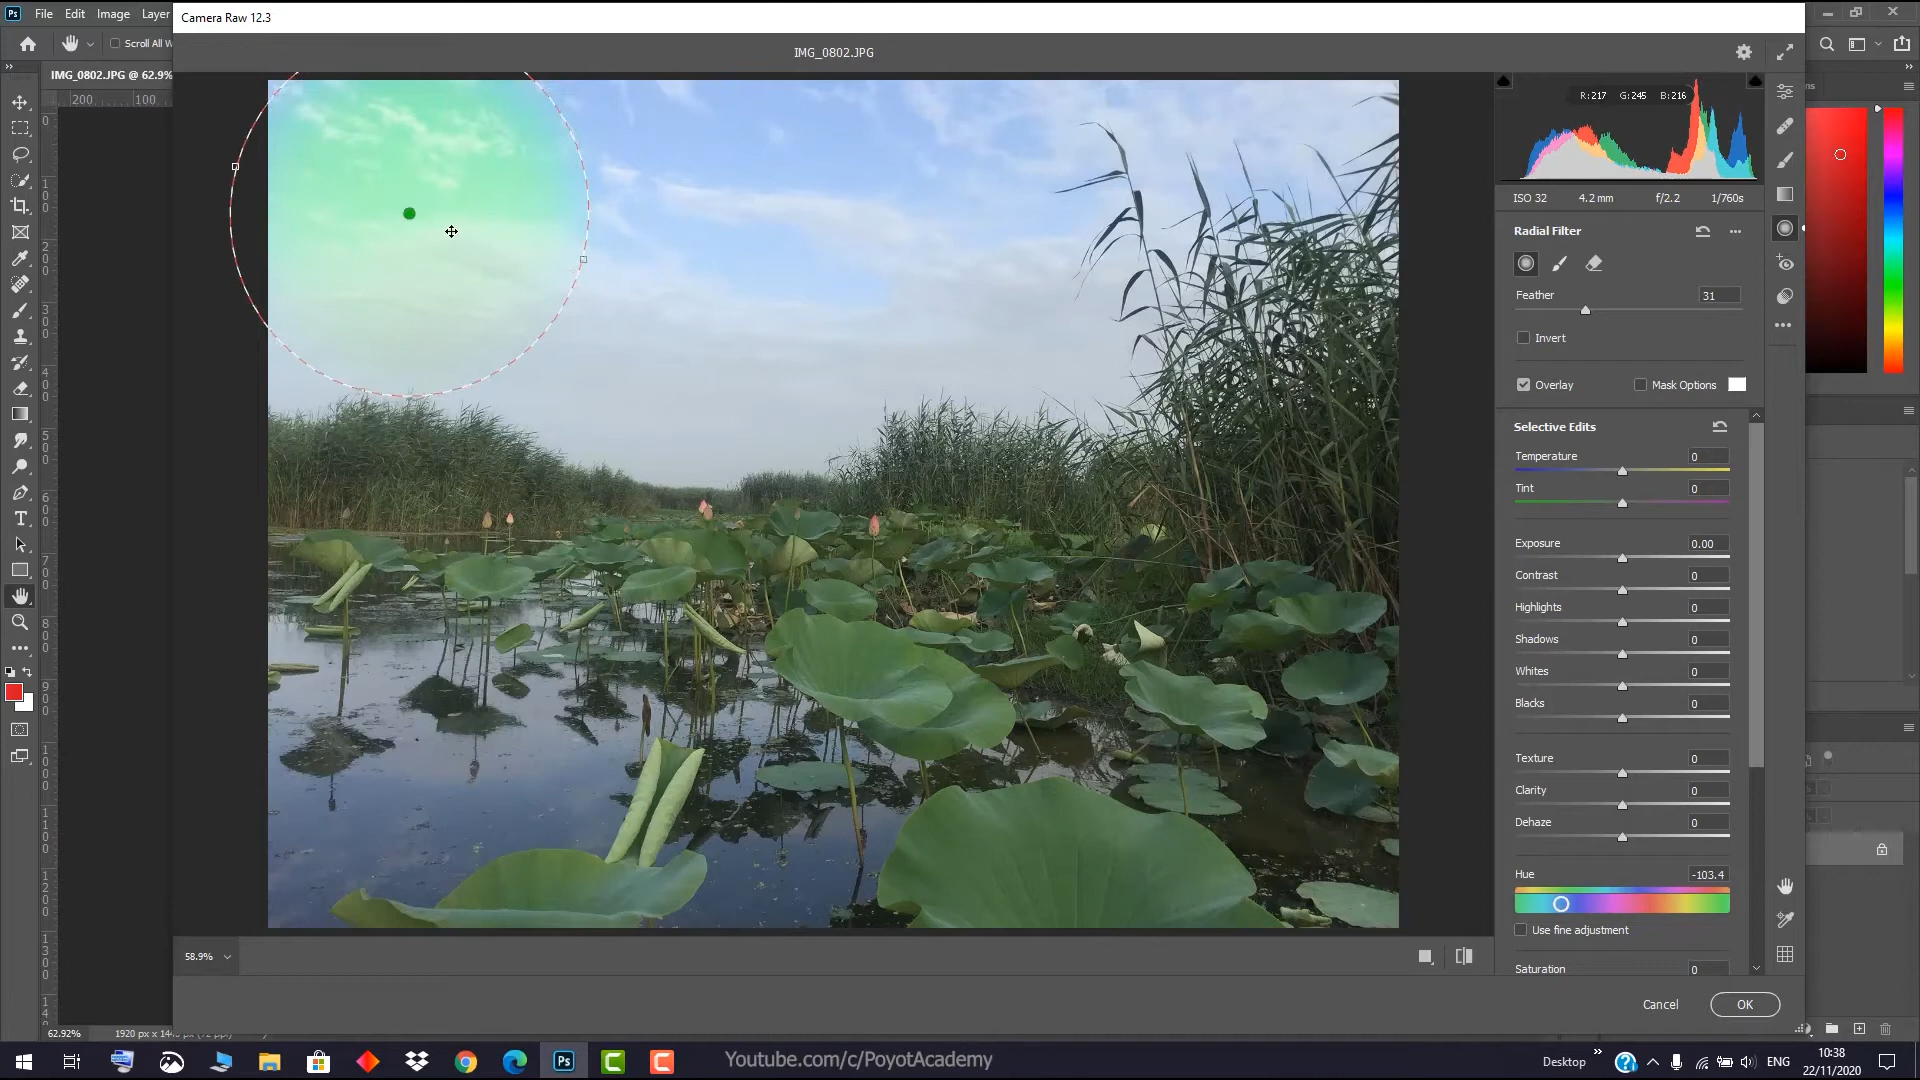 Camera Raw 12.3
Ps File Edit Image Layer
Scroll All W
IMG_0802.JPG
IMG_0802.JPG @ 62.9%
200 100
R:217 G:245 B:216
ISO 32 4.2 mm f/2.2 1/760s
Radial Filter
Feather 31
Invert
Overlay Mask Options
Selective Edits
Temperature 0
Tint 0
Exposure 0.00
Contrast 0
Highlights 0
Shadows 0
Whites 0
Blacks 0
Texture 0
Clarity 0
Dehaze 0
Hue -103.4
Use fine adjustment
Saturation 0
58.9%
Cancel OK
62.92% 1920 px x 144
Youtube.com/c/PoyotAcademy
Desktop
ENG
10:38
22/11/2020